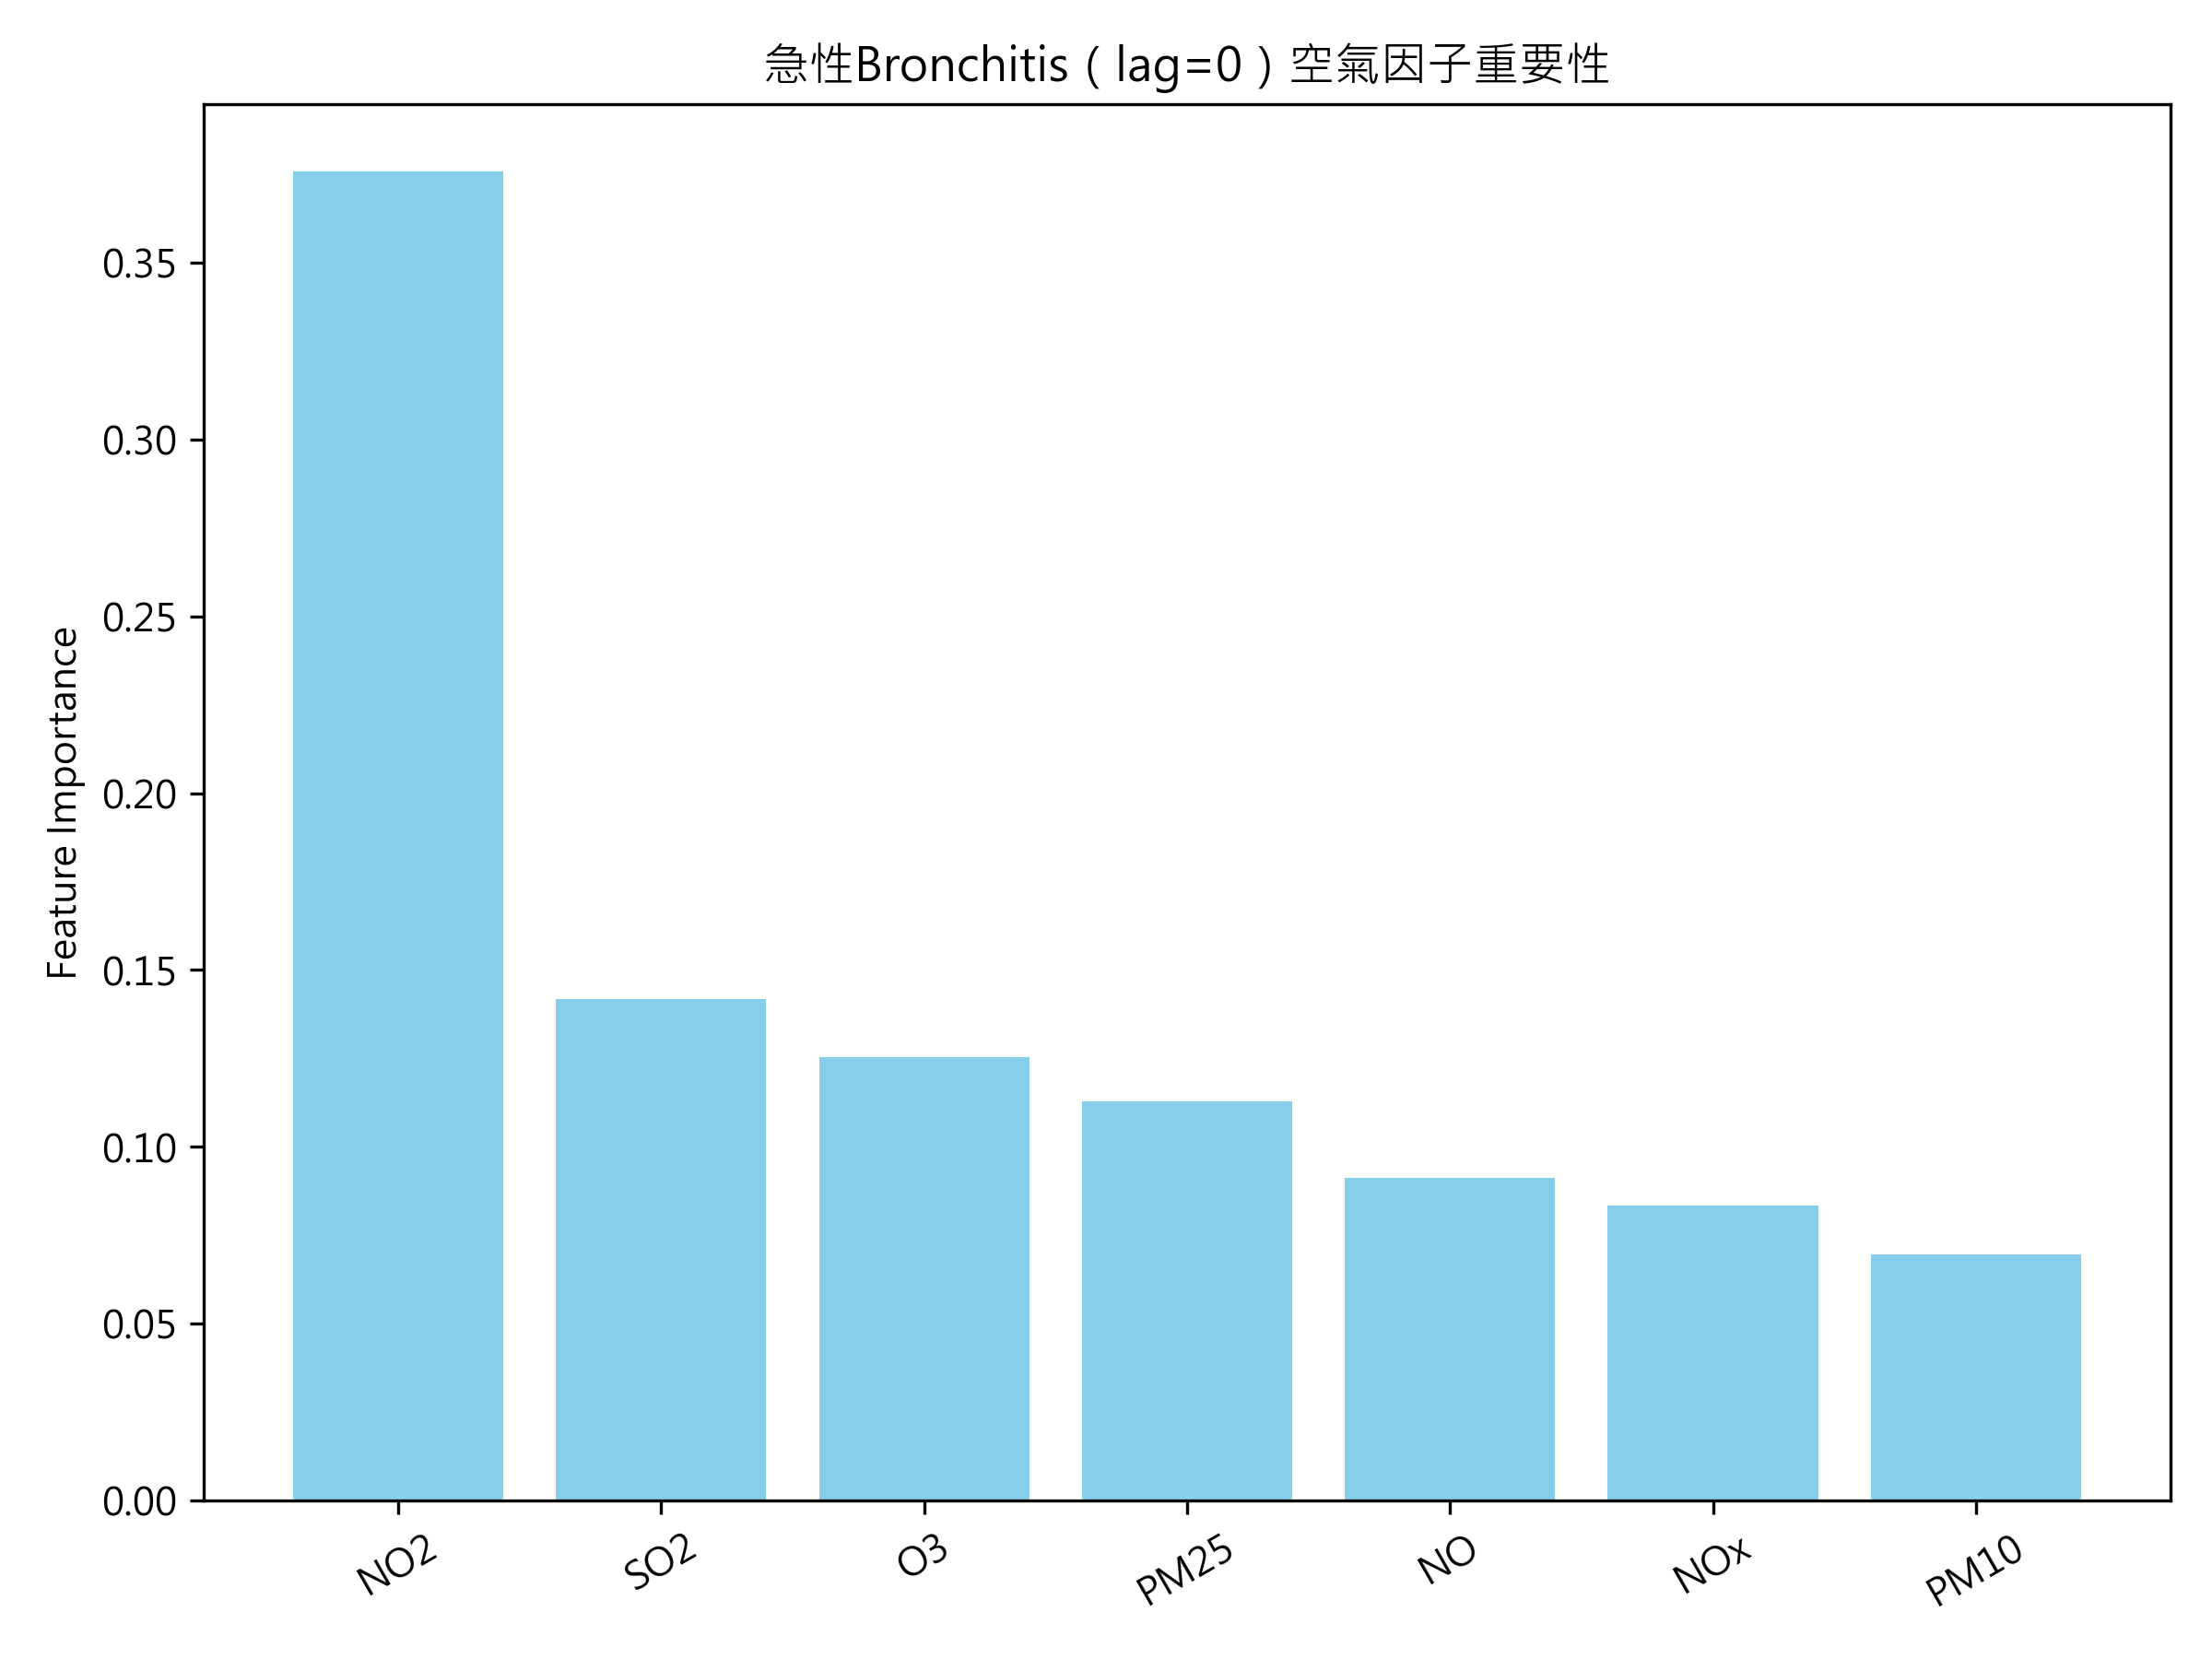 急性Bronchitis（lag=0）空氣因子重要性
Feature Importance
0.35
0.30
0.25
0.20
0.15
0.10
0.05
0.00
NO2
SO2
O3
PM25
NO
NOx
PM10